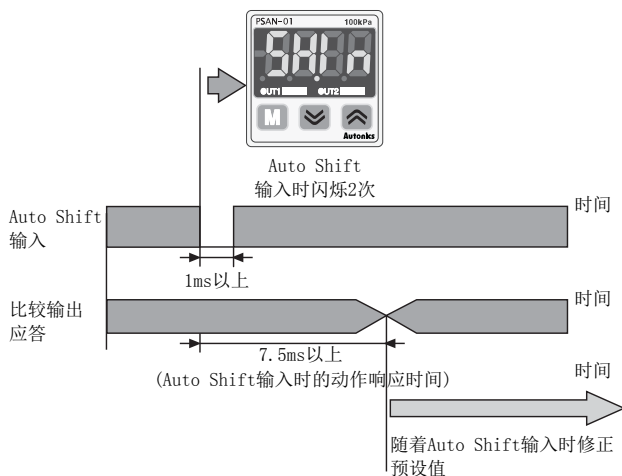 PSAN-01 100kPa
SHI n
OUT1 OUT2
M
Autonics
Auto Shift
输入时闪烁2次
Auto Shift
输入
时间
1ms以上
比较输出
应答
时间
7.5ms以上
(Auto Shift输入时的动作响应时间)
时间
随着Auto Shift输入时修正
预设值